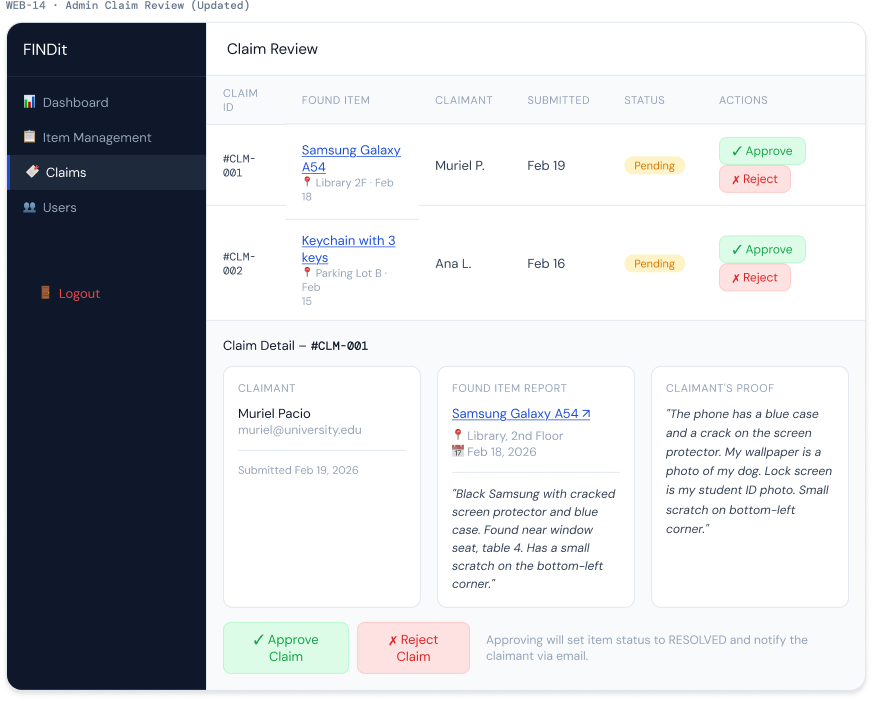 WEB-14 · Admin Claim Review (Updated)
FINDit
Claim Review
Dashboard
Item Management
Claims
Users
Logout
CLAIM
ID
FOUND ITEM
CLAIMANT
SUBMITTED
STATUS
ACTIONS
#CLM-
001
Samsung Galaxy
A54
📍 Library 2F · Feb
18
Muriel P.
Feb 19
Pending
✓ Approve
✗ Reject
#CLM-
002
Keychain with 3
keys
📍 Parking Lot B ·
Feb
15
Ana L.
Feb 16
Pending
✓ Approve
✗ Reject
Claim Detail – #CLM-001
CLAIMANT
Muriel Pacio
muriel@university.edu
Submitted Feb 19, 2026
FOUND ITEM REPORT
Samsung Galaxy A54 ↗
📍 Library, 2nd Floor
📅 Feb 18, 2026
"Black Samsung with cracked
screen protector and blue
case. Found near window
seat, table 4. Has a small
scratch on the bottom-left
corner."
CLAIMANT'S PROOF
"The phone has a blue case
and a crack on the screen
protector. My wallpaper is a
photo of my dog. Lock screen
is my student ID photo. Small
scratch on bottom-left
corner."
✓ Approve
Claim
✗ Reject
Claim
Approving will set item status to RESOLVED and notify the
claimant via email.